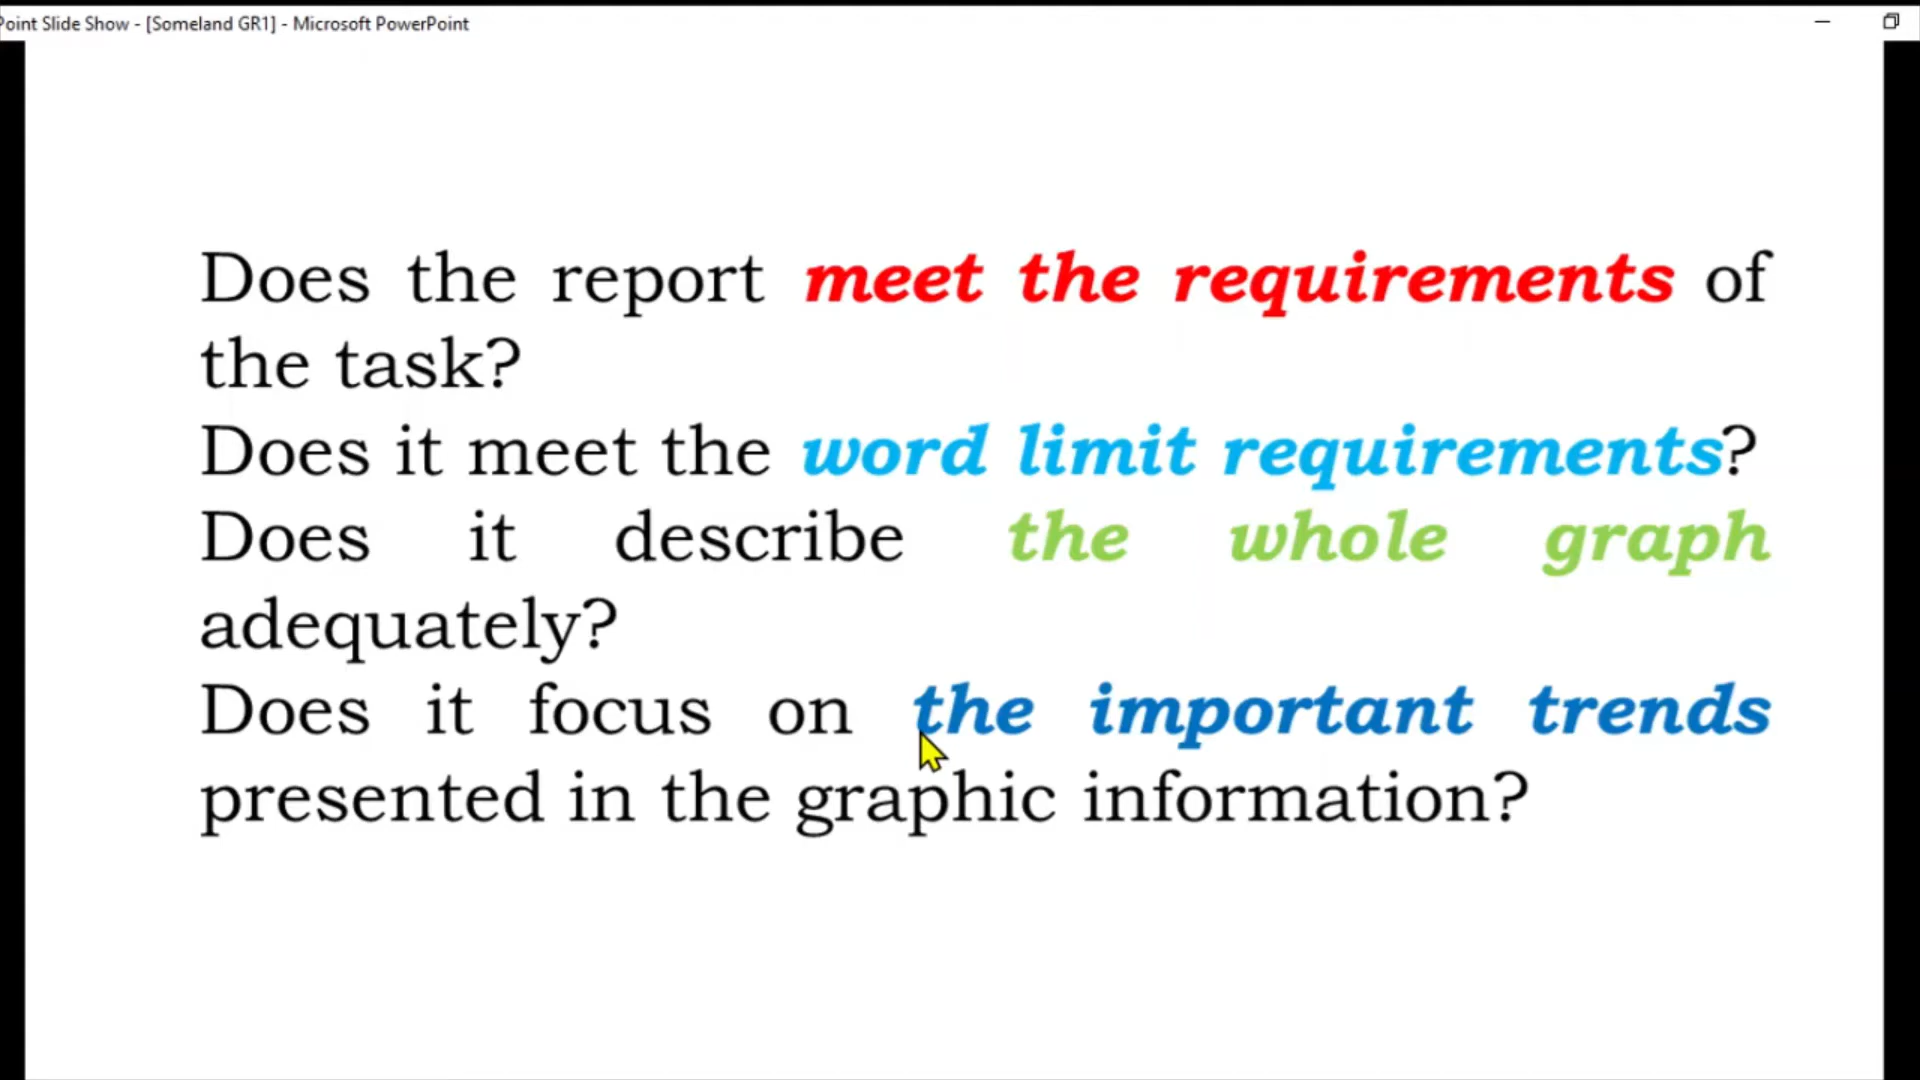 Point Slide Show - [Someland GR1] - Microsoft PowerPoint
Does the report meet the requirements of
the task?
Does it meet the word limit requirements?
Does it describe the whole graph
adequately?
Does it focus on the important trends
presented in the graphic information?